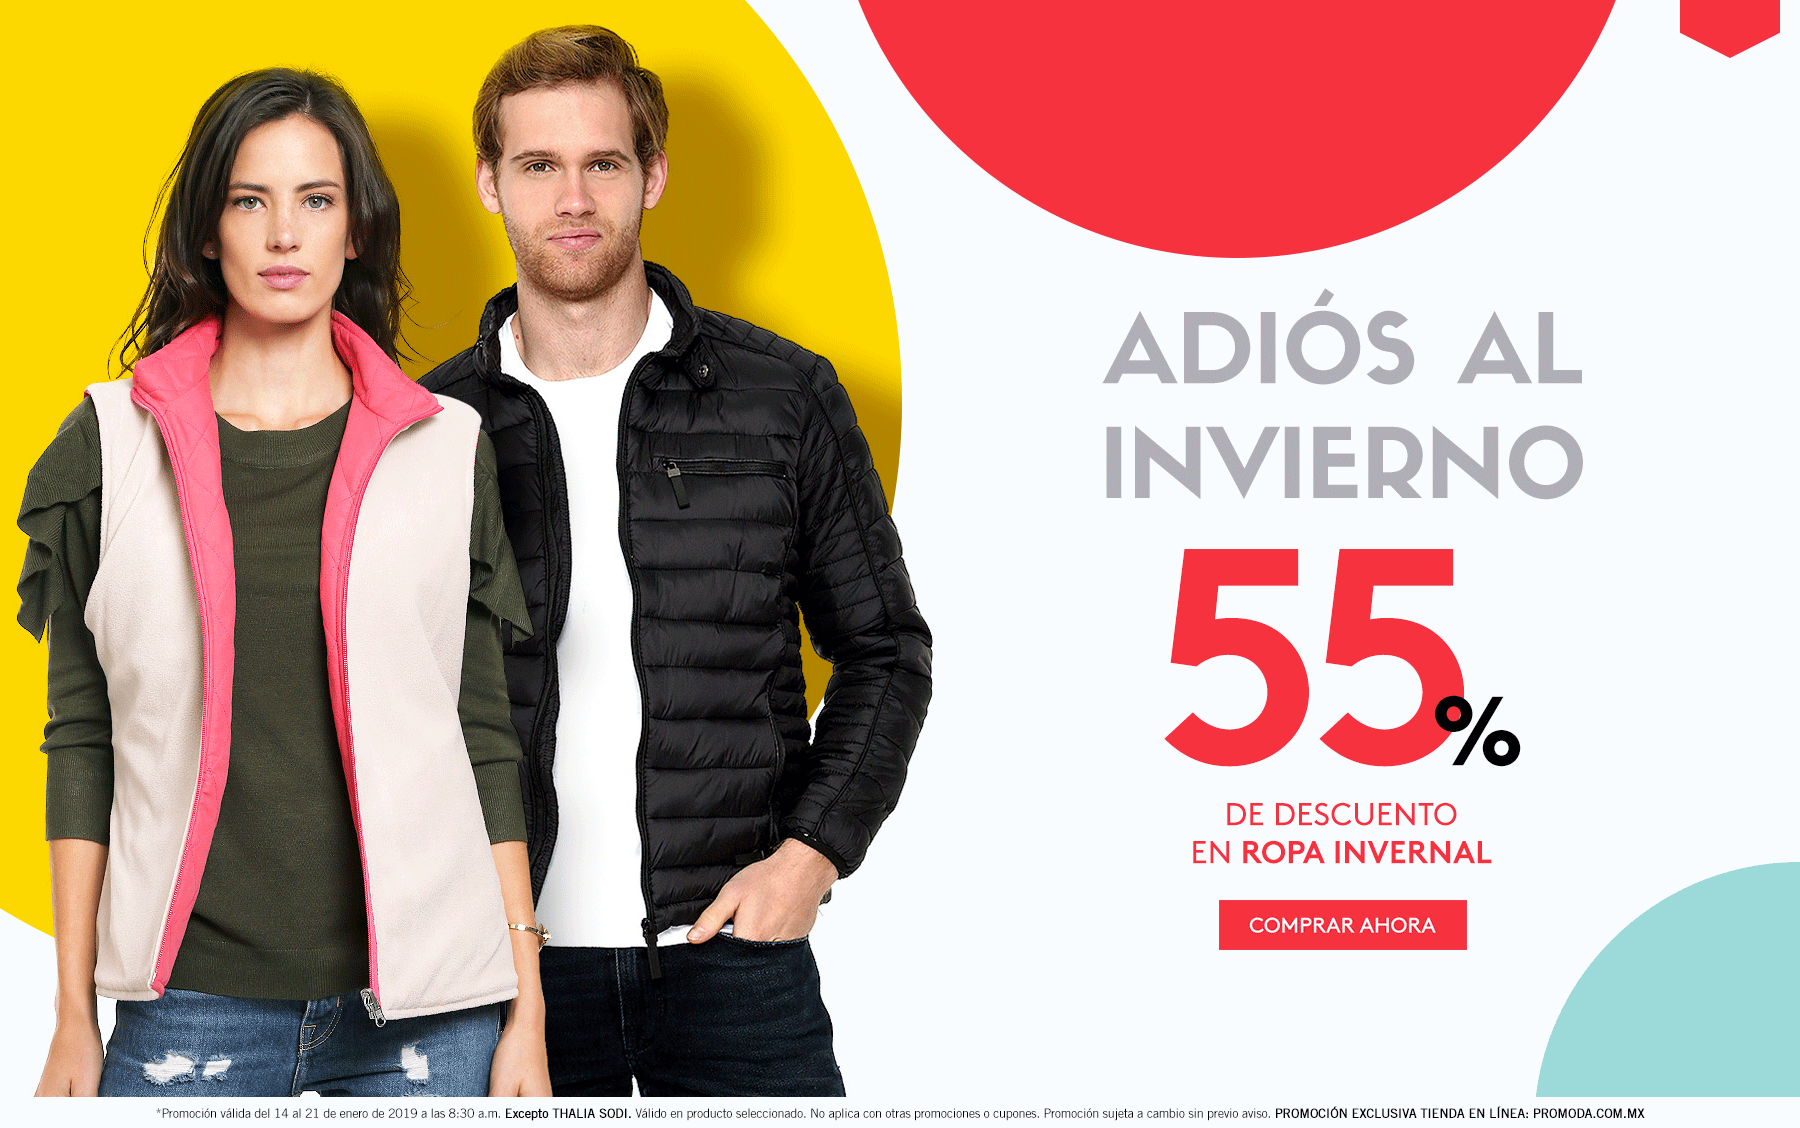 ADIÓS AL
INVIERNO
55%
DE DESCUENTO
EN ROPA INVERNAL
COMPRAR AHORA
*Promoción válida del 14 al 21 de enero de 2019 a las 8:30 a.m. Excepto THALIA SODI. Válido en producto seleccionado. No aplica con otras promociones o cupones. Promoción sujeta a cambio sin previo aviso. PROMOCIÓN EXCLUSIVA TIENDA EN LÍNEA: PROMODA.COM.MX